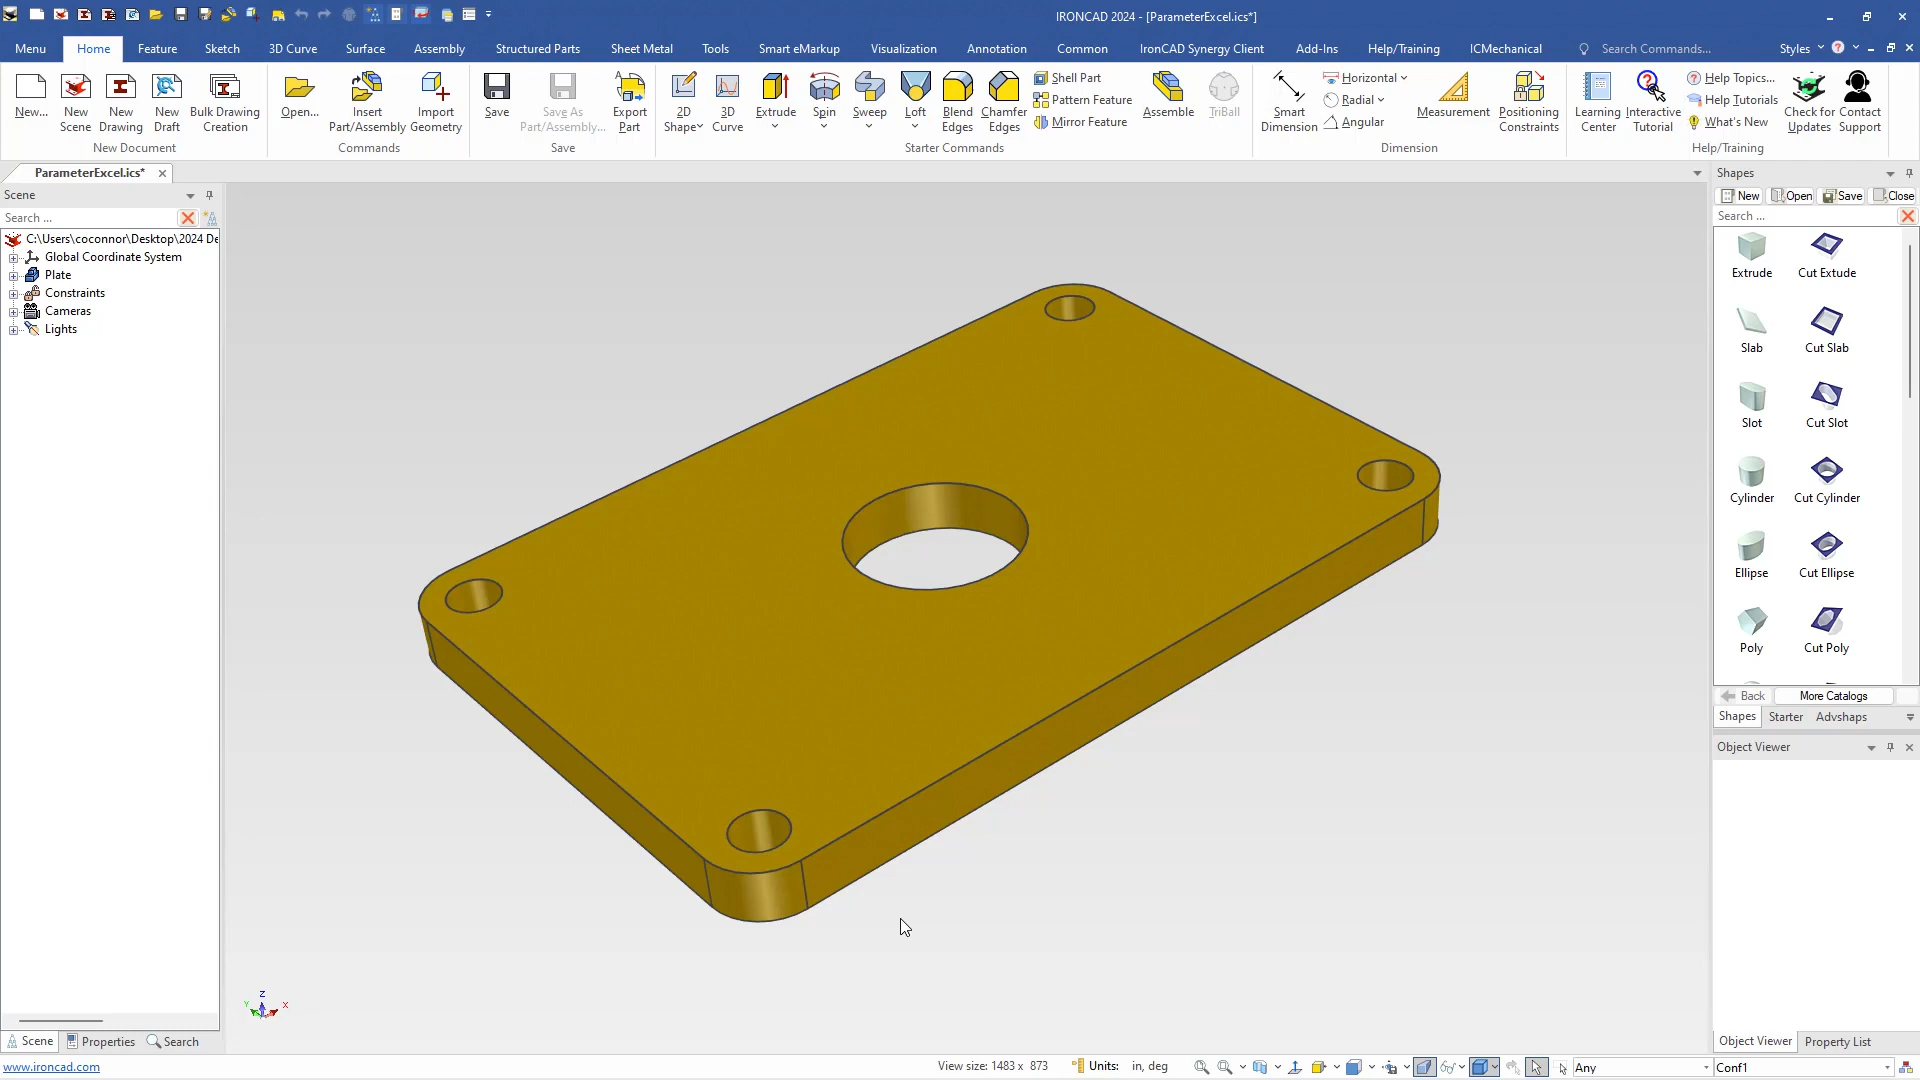 IRONCAD 2024 - [ParameterExcel.ics*]
Menu Home Feature Sketch 3D Curve Surface Assembly Structured Parts Sheet Metal Tools Smart eMarkup Visualization Annotation Common IronCAD Synergy Client Add-Ins Help/Training ICMechanical Search Commands... Styles
New... New Scene New Drawing New Draft Bulk Drawing Creation
New Document
Open... Insert Part/Assembly Import Geometry
Commands
Save Save As Part/Assembly... Export Part
Save
2D Shape 3D Curve Extrude Spin Sweep Loft Blend Edges Chamfer Edges Shell Part Pattern Feature Mirror Feature Assemble TriBall
Starter Commands
Smart Dimension Horizontal Radial Angular Measurement Positioning Constraints
Dimension
Learning Center Interactive Tutorial Help Topics... Help Tutorials What's New Check for Updates Contact Support
Help/Training
ParameterExcel.ics*
Scene
Search ...
C:\Users\coconnor\Desktop\2024 De
Global Coordinate System
Plate
Constraints
Cameras
Lights
Z
Y X
Scene Properties Search
Shapes
New Open Save Close
Search ...
Extrude Cut Extude
Slab Cut Slab
Slot Cut Slot
Cylinder Cut Cylinder
Ellipse Cut Ellipse
Poly Cut Poly
Back More Catalogs
Shapes Starter Advshaps
Object Viewer
Object Viewer Property List
www.ironcad.com View size: 1483 x 873 Units: in, deg Any Conf1